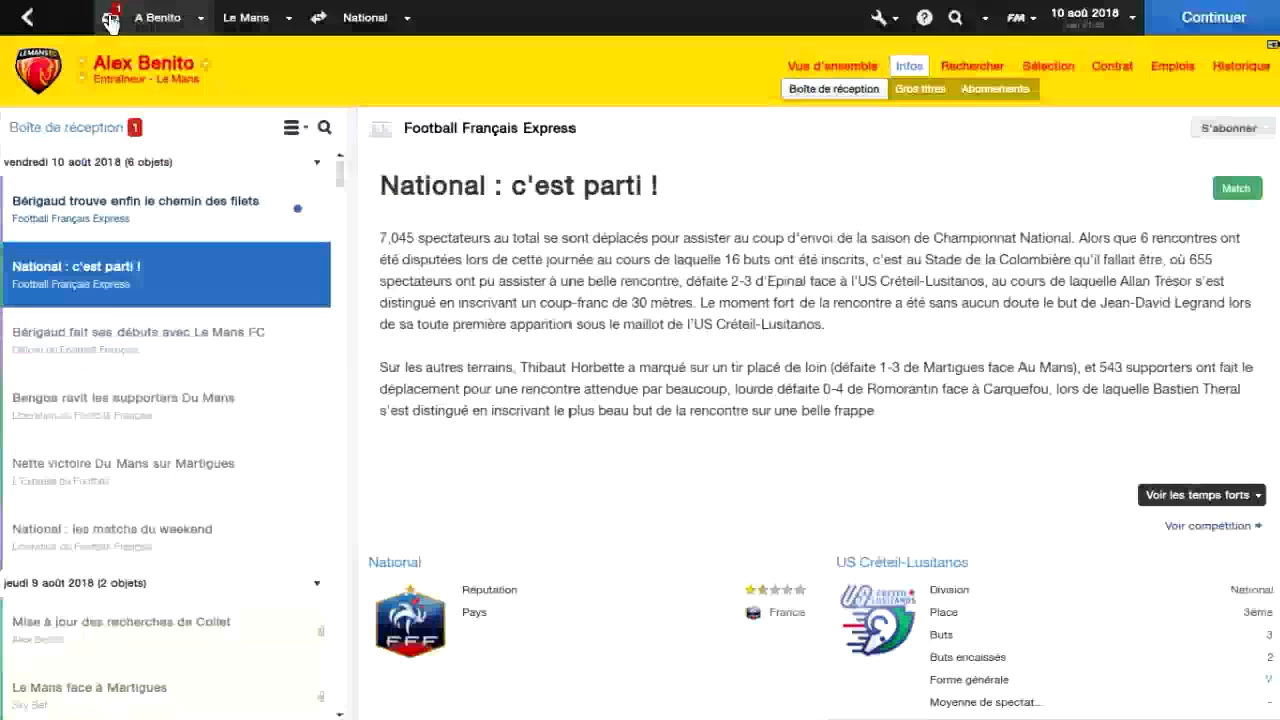 1
A Benito
Le Mans
National
FM
10 aoû 2018
Continuer
Alex Benito
Entraîneur - Le Mans
Vue d'ensemble
Infos
Rechercher
Sélection
Contrat
Emplois
Historique
Boîte de réception
Gros titres
Abonnements
Boîte de réception 1
Football Français Express
S'abonner
vendredi 10 août 2018 (6 objets)
Bérigaud trouve enfin le chemin des filets
Football Français Express
National : c'est parti !
Football Français Express
Bérigaud fait ses débuts avec Le Mans FC
Bengos ravit les supporters Du Mans
Nette victoire Du Mans sur Martigues
National : les matchs du weekend
jeudi 9 août 2018 (2 objets)
Mise à jour des recherches de Collet
Alex Benito
Le Mans face à Martigues
Sky Bet
National : c'est parti !
Match
7,045 spectateurs au total se sont déplacés pour assister au coup d'envoi de la saison de Championnat National. Alors que 6 rencontres ont
été disputées lors de cette journée au cours de laquelle 16 buts ont été inscrits, c'est au Stade de la Colombière qu'il fallait être, où 655
spectateurs ont pu assister à une belle rencontre, défaite 2-3 d'Epinal face à l'US Créteil-Lusitanos, au cours de laquelle Allan Trésor s'est
distingué en inscrivant un coup-franc de 30 mètres. Le moment fort de la rencontre a été sans aucun doute le but de Jean-David Legrand lors
de sa toute première apparition sous le maillot de l'US Créteil-Lusitanos.
Sur les autres terrains, Thibaut Horbette a marqué sur un tir placé de loin (défaite 1-3 de Martigues face Au Mans), et 543 supporters ont fait le
déplacement pour une rencontre attendue par beaucoup, lourde défaite 0-4 de Romorantin face à Carquefou, lors de laquelle Bastien Theral
s'est distingué en inscrivant le plus beau but de la rencontre sur une belle frappe
Voir les temps forts
Voir compétition
National
Réputation
Pays
France
FFF
US Créteil-Lusitanos
US CRÉTEIL
LUSITANOS
Division National
Place 3ème
Buts 3
Buts encaissés 2
Forme générale V
Moyenne de spectat... -